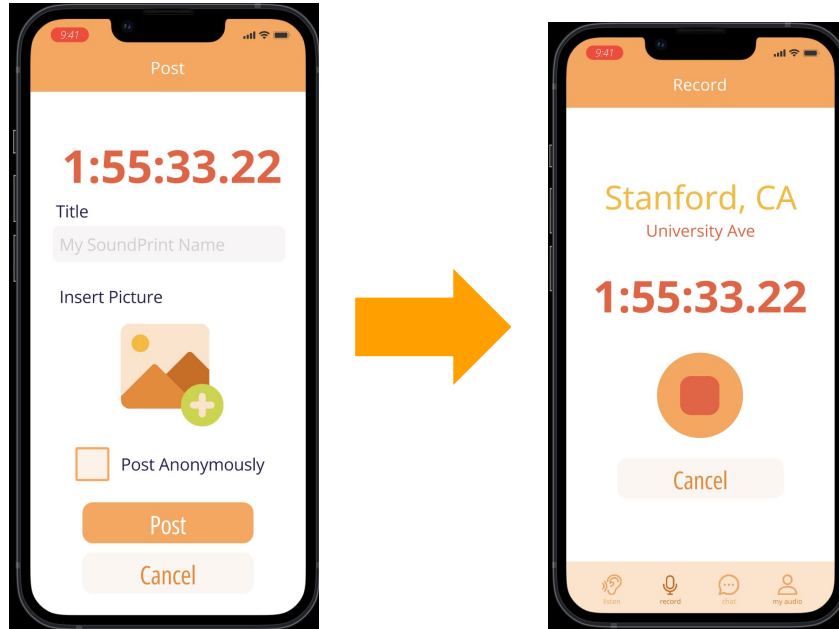 9:41
Post
1:55:33.22
Title
My SoundPrint Name
Insert Picture
Post Anonymously
Post
Cancel
9:41
Record
Stanford, CA
University Ave
1:55:33.22
Cancel
listen record chat my audio